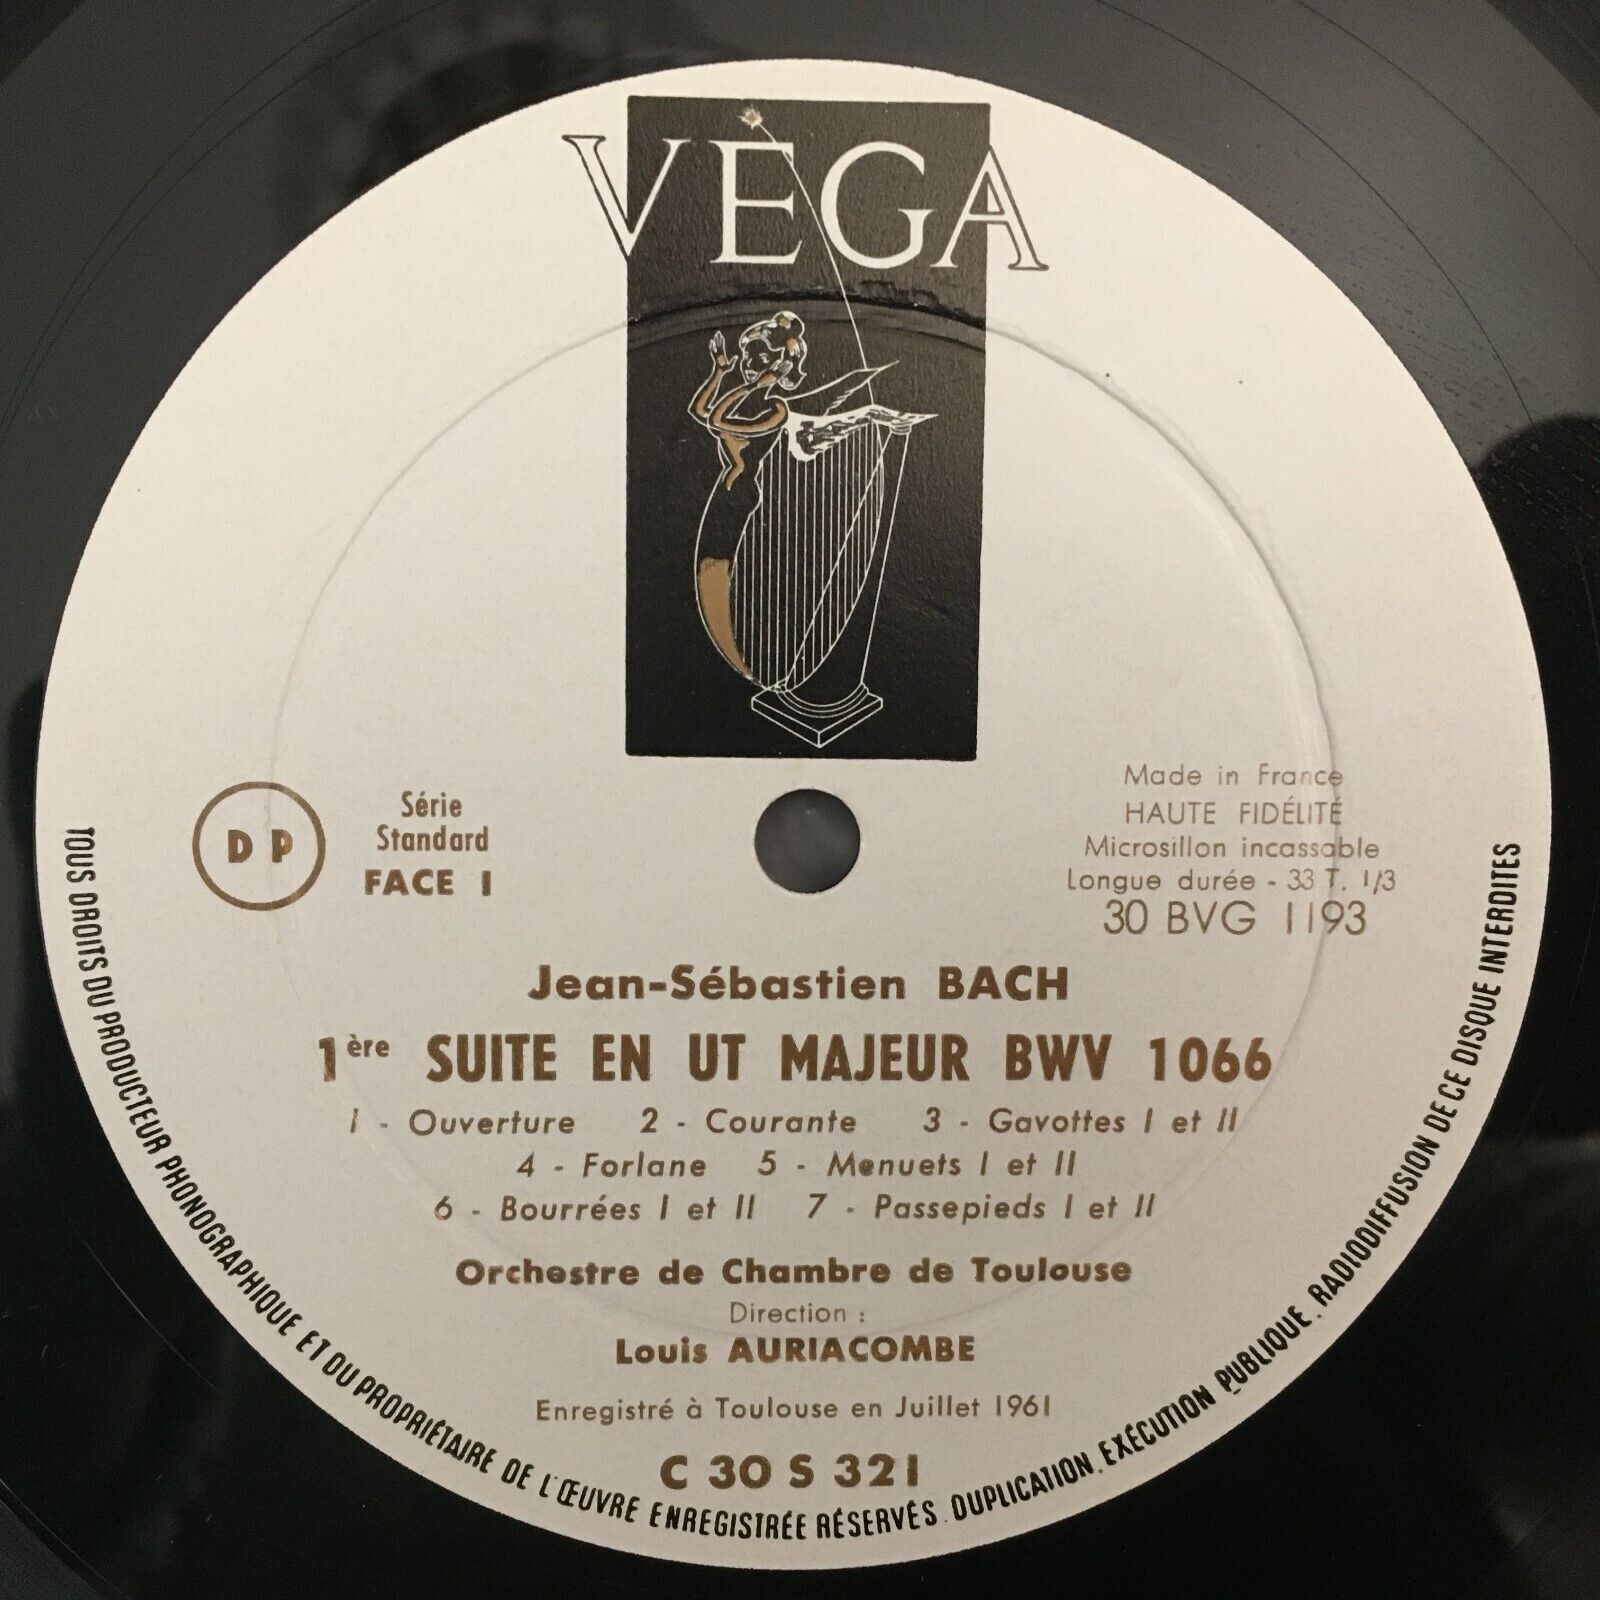 VÉGA
D P
Série
Standard
FACE 1
Made in France
HAUTE FIDÉLITÉ
Microsillon incassable
Longue durée - 33 T. 1/3
30 BVG 1193
Jean-Sébastien BACH
1ère SUITE EN UT MAJEUR BWV 1066
1 - Ouverture 2 - Courante 3 - Gavottes I et II
4 - Forlane 5 - Menuets I et II
6 - Bourrées I et II 7 - Passepieds I et II
Orchestre de Chambre de Toulouse
Direction :
Louis AURIACOMBE
Enregistré à Toulouse en Juillet 1961
C 30 S 321
TOUS DROITS DU PRODUCTEUR PHONOGRAPHIQUE ET DU PROPRIÉTAIRE DE L'ŒUVRE ENREGISTRÉE RÉSERVÉS. DUPLICATION, EXÉCUTION PUBLIQUE, RADIODIFFUSION DE CE DISQUE INTERDITES